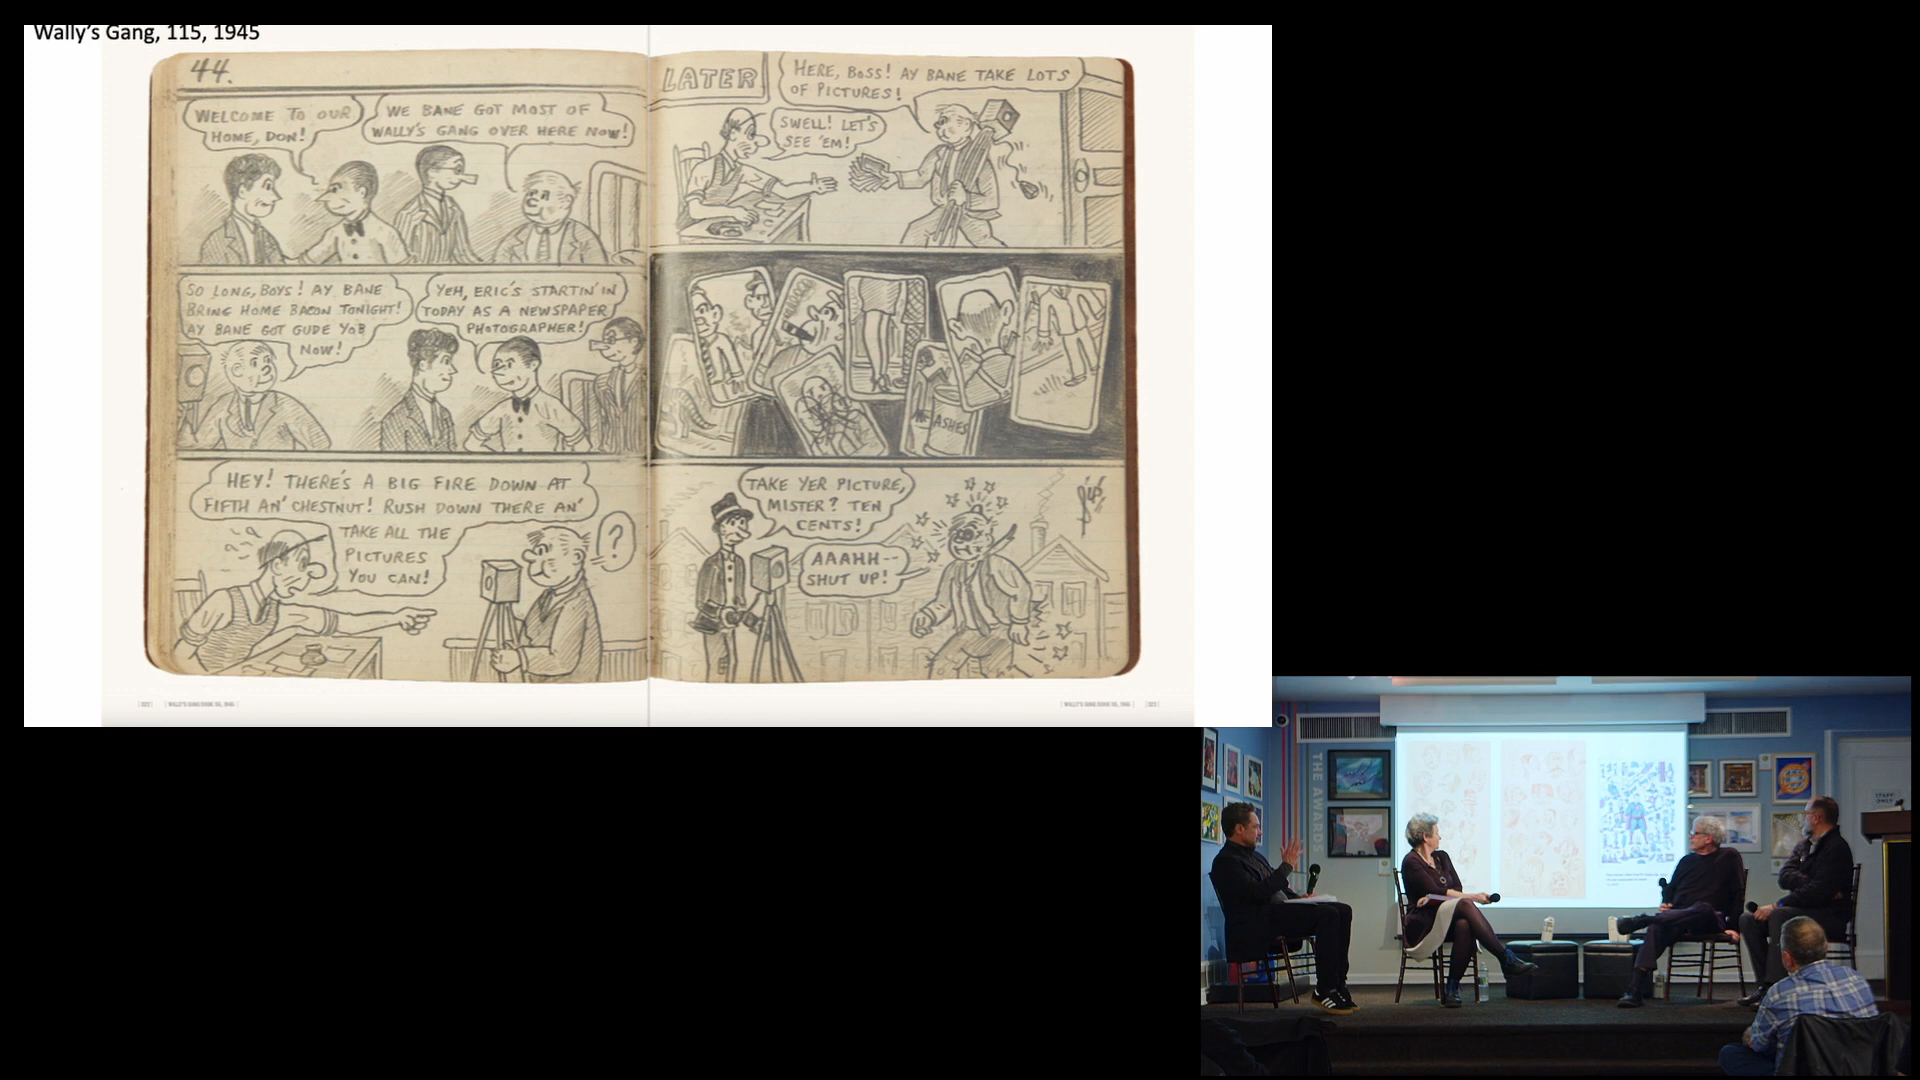 Wally's Gang, 115, 1945
44.
WELCOME TO OUR
HOME, DON!
WE BANE GOT MOST OF
WALLY'S GANG OVER HERE NOW!
SO LONG, BOYS! AY BANE
BRING HOME BACON TONIGHT!
AY BANE GOT GUDE YOB
NOW!
YEH, ERIC'S STARTIN' IN
TODAY AS A NEWSPAPER
PHOTOGRAPHER!
HEY! THERE'S A BIG FIRE DOWN AT
FIFTH AN' CHESTNUT! RUSH DOWN THERE AN'
TAKE ALL THE
PICTURES
YOU CAN!
?
LATER
HERE, BOSS! AY BANE TAKE LOTS
OF PICTURES!
SWELL! LET'S
SEE 'EM!
ASHES
TAKE YER PICTURE,
MISTER? TEN
CENTS!
AAAHH--
SHUT UP!
THE AWARDS
STAFF
ONLY